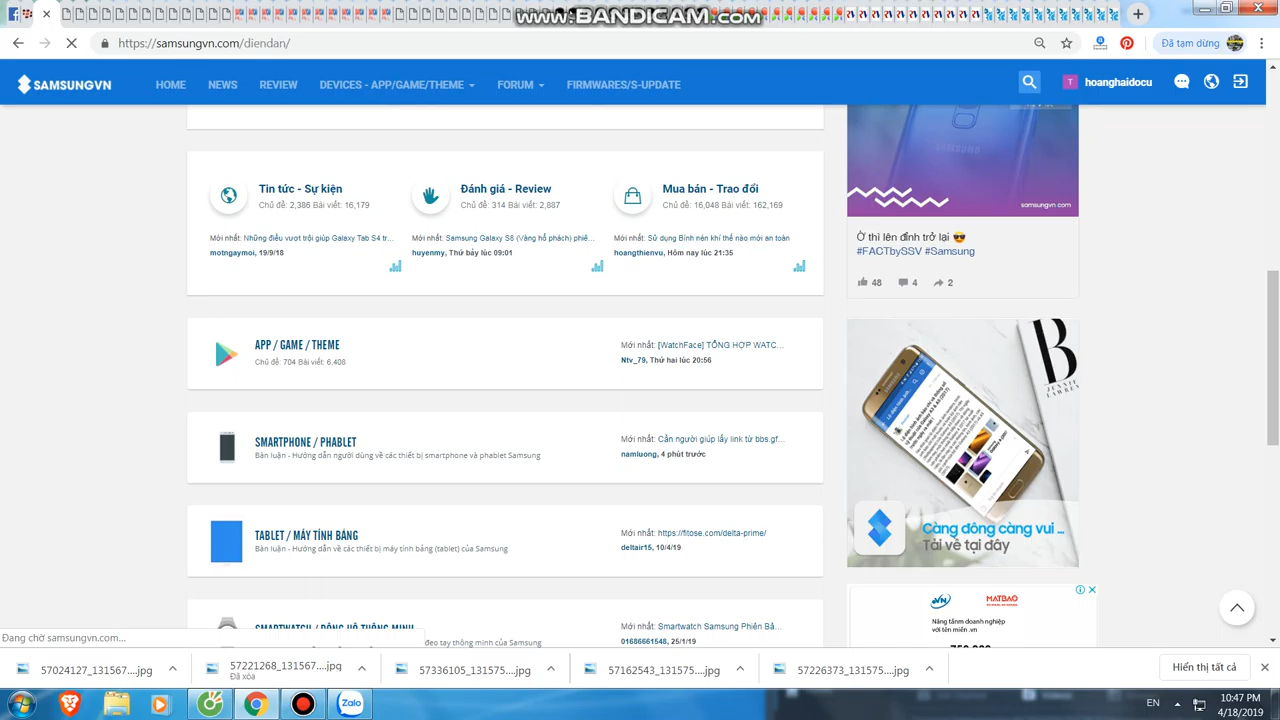 www.BANDICAM.com
https://samsungvn.com/diendan/
Đã tạm dừng
SAMSUNGVN
HOME
NEWS
REVIEW
DEVICES - APP/GAME/THEME
FORUM
FIRMWARES/S-UPDATE
T
hoanghaidocu
Tin tức - Sự kiện
Chủ đề: 2,386 Bài viết: 16,179
Mới nhất: Những điều vượt trội giúp Galaxy Tab S4 tr...
motngaymoi, 19/9/18
Đánh giá - Review
Chủ đề: 314 Bài viết: 2,887
Mới nhất: Samsung Galaxy S8 (Vàng hổ phách) phiê...
huyenmy, Thứ bảy lúc 09:01
Mua bán - Trao đổi
Chủ đề: 16,048 Bài viết: 162,169
Mới nhất: Sử dụng Bình nén khí thế nào mới an toàn
hoangthienvu, Hôm nay lúc 21:35
APP / GAME / THEME
Chủ đề: 704 Bài viết: 6,408
Mới nhất: [WatchFace] TỔNG HỢP WATC...
Ntv_79, Thứ hai lúc 20:56
SMARTPHONE / PHABLET
Bàn luận - Hướng dẫn người dùng về các thiết bị smartphone và phablet Samsung
Mới nhất: Cần người giúp lấy link từ bbs.gf...
namluong, 4 phút trước
TABLET / MÁY TÍNH BẢNG
Bàn luận - Hướng dẫn về các thiết bị máy tính bảng (tablet) của Samsung
Mới nhất: https://fitose.com/delta-prime/
deltair15, 10/4/19
SMARTWATCH / ĐỒNG HỒ THÔNG MINH
đeo tay thông minh của Samsung
Mới nhất: Smartwatch Samsung Phiên Bả...
01686661548, 25/1/19
samsungvn.com
Ờ thì lên đỉnh trở lại 😎
#FACTbySSV #Samsung
48
4
2
B
Càng đông càng vui ...
Tải về tại đây
.VN
MATBAO
Nâng tầm doanh nghiệp
với tên miền .vn
Đang chờ samsungvn.com...
57024127_131567....jpg
57221268_131567....jpg
Đã xóa
57336105_131575....jpg
57162543_131575....jpg
57226373_131575....jpg
Hiển thị tất cả
Zalo
EN
10:47 PM
4/18/2019